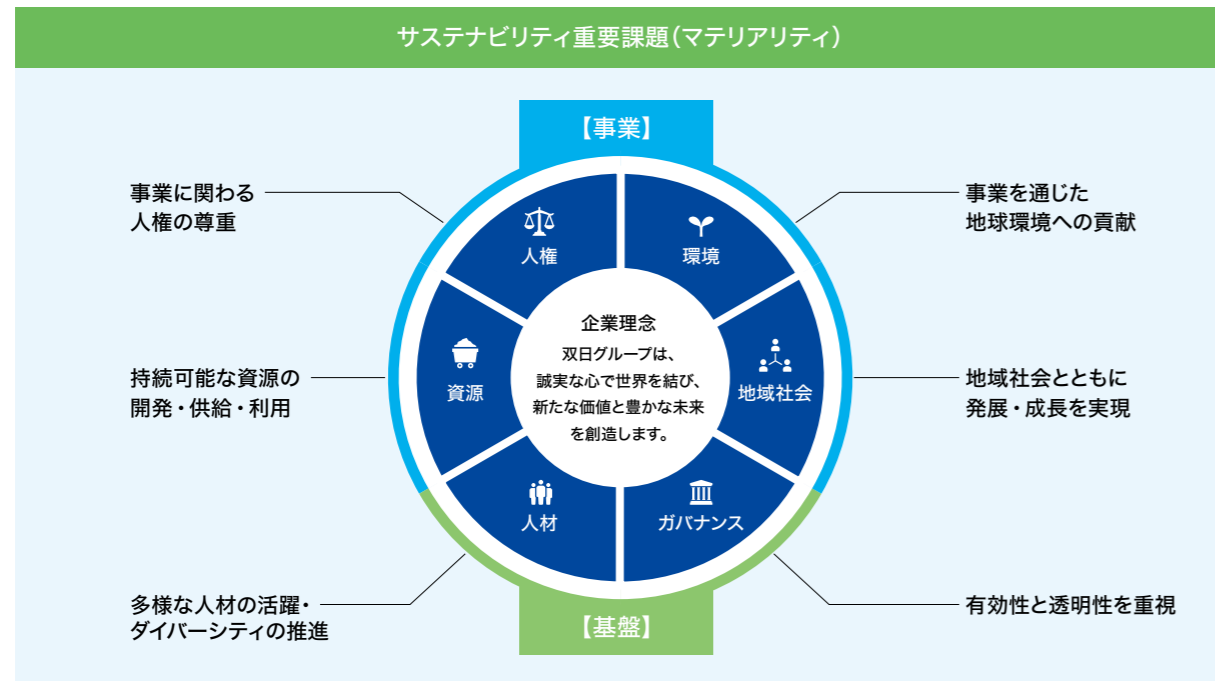 サステナビリティ重要課題（マテリアリティ）
【事業】
事業に関わる
人権の尊重
事業を通じた
地球環境への貢献
人権
環境
企業理念
双日グループは、
誠実な心で世界を結び、
新たな価値と豊かな未来
を創造します。
資源
地域社会
持続可能な資源の
開発・供給・利用
地域社会とともに
発展・成長を実現
人材
ガバナンス
多様な人材の活躍・
ダイバーシティの推進
有効性と透明性を重視
【基盤】